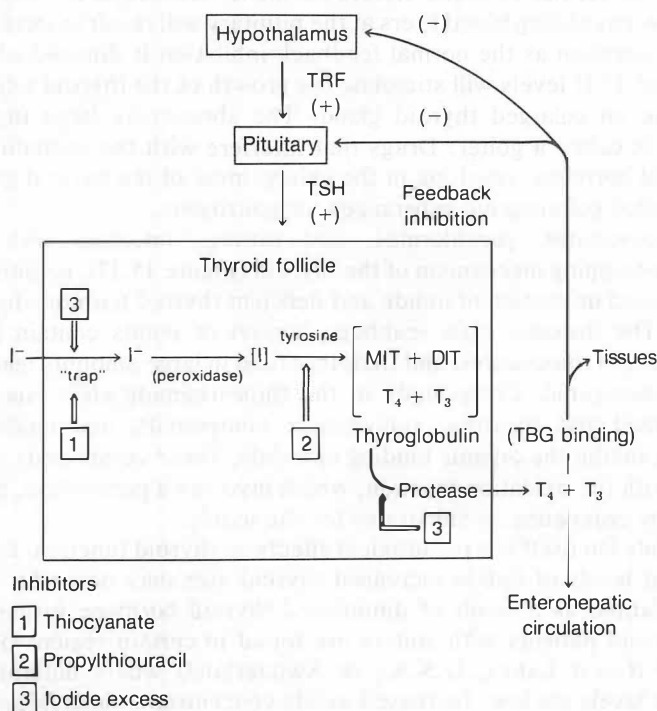 Hypothalamus
(−)
TRF
(+)
(−)
Pituitary
TSH
(+)
Feedback
Inhibition
Thyroid follicle
3
I⁻
"trap"
I⁻
(peroxidase)
[I]
tyrosine
MIT + DIT
T₄ + T₃
Thyroglobulin
Tissues
1
2
(TBG binding)
Protease
T₄ + T₃
3
Enterohepatic
circulation
Inhibitors
1 Thiocyanate
2 Propylthiouracil
3 Iodide excess